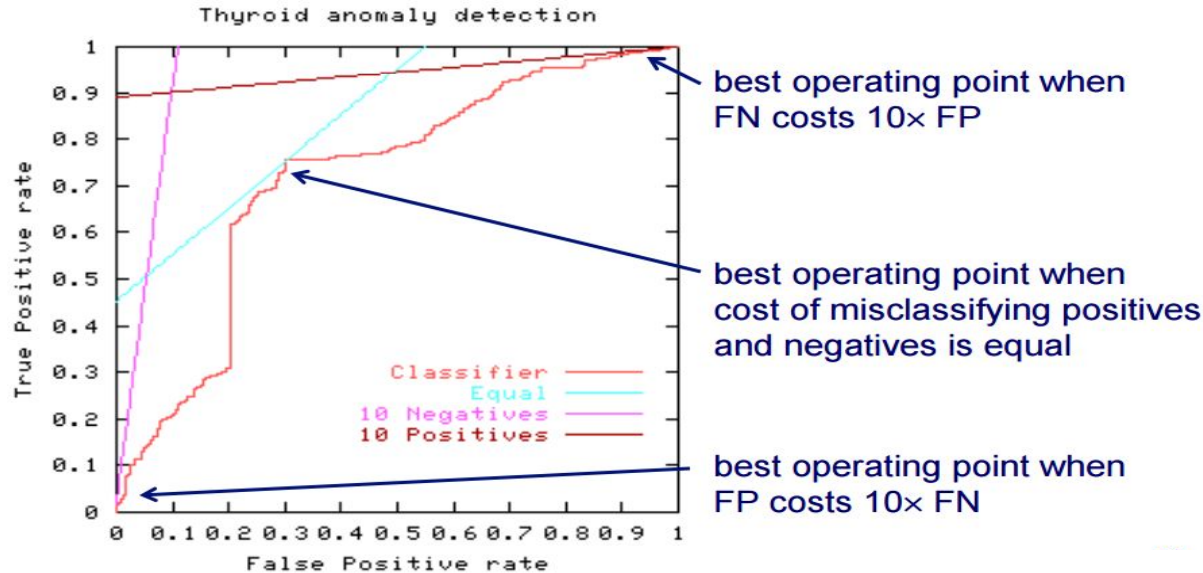 Thyroid anomaly detection
1
0.9
0.8
0.7
0.6
0.5
0.4
0.3
0.2
0.1
0
True Positive rate
Classifier
Equal
10 Negatives
10 Positives
0 0.1 0.2 0.3 0.4 0.5 0.6 0.7 0.8 0.9 1
False Positive rate
best operating point when
FN costs 10× FP
best operating point when
cost of misclassifying positives
and negatives is equal
best operating point when
FP costs 10× FN